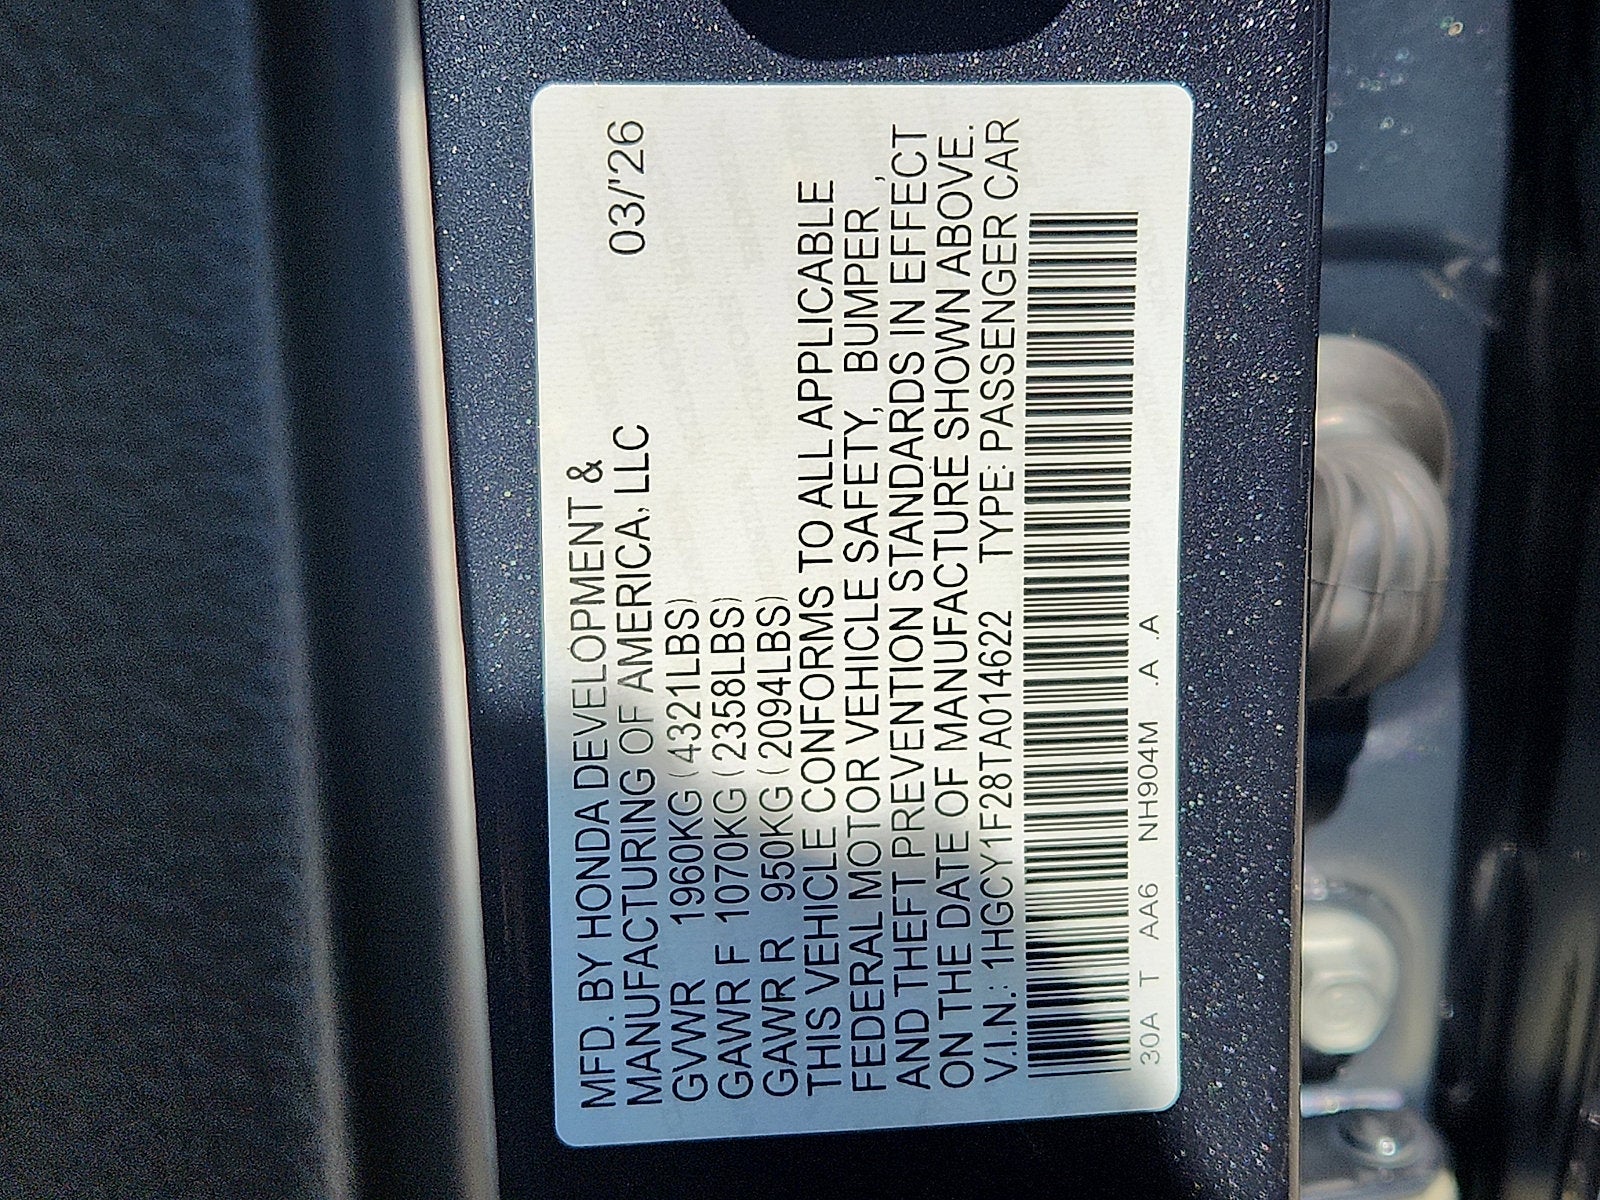 MFD. BY HONDA DEVELOPMENT &
MANUFACTURING OF AMERICA, LLC 03/'26
GVWR 1960KG (4321LBS)
GAWR F 1070KG (2358LBS)
GAWR R 950KG (2094LBS)
THIS VEHICLE CONFORMS TO ALL APPLICABLE
FEDERAL MOTOR VEHICLE SAFETY, BUMPER,
AND THEFT PREVENTION STANDARDS IN EFFECT
ON THE DATE OF MANUFACTURE SHOWN ABOVE.
V.I.N.: 1HGCY1F28TA014622 TYPE: PASSENGER CAR
30A T AA6 NH904M .A .A